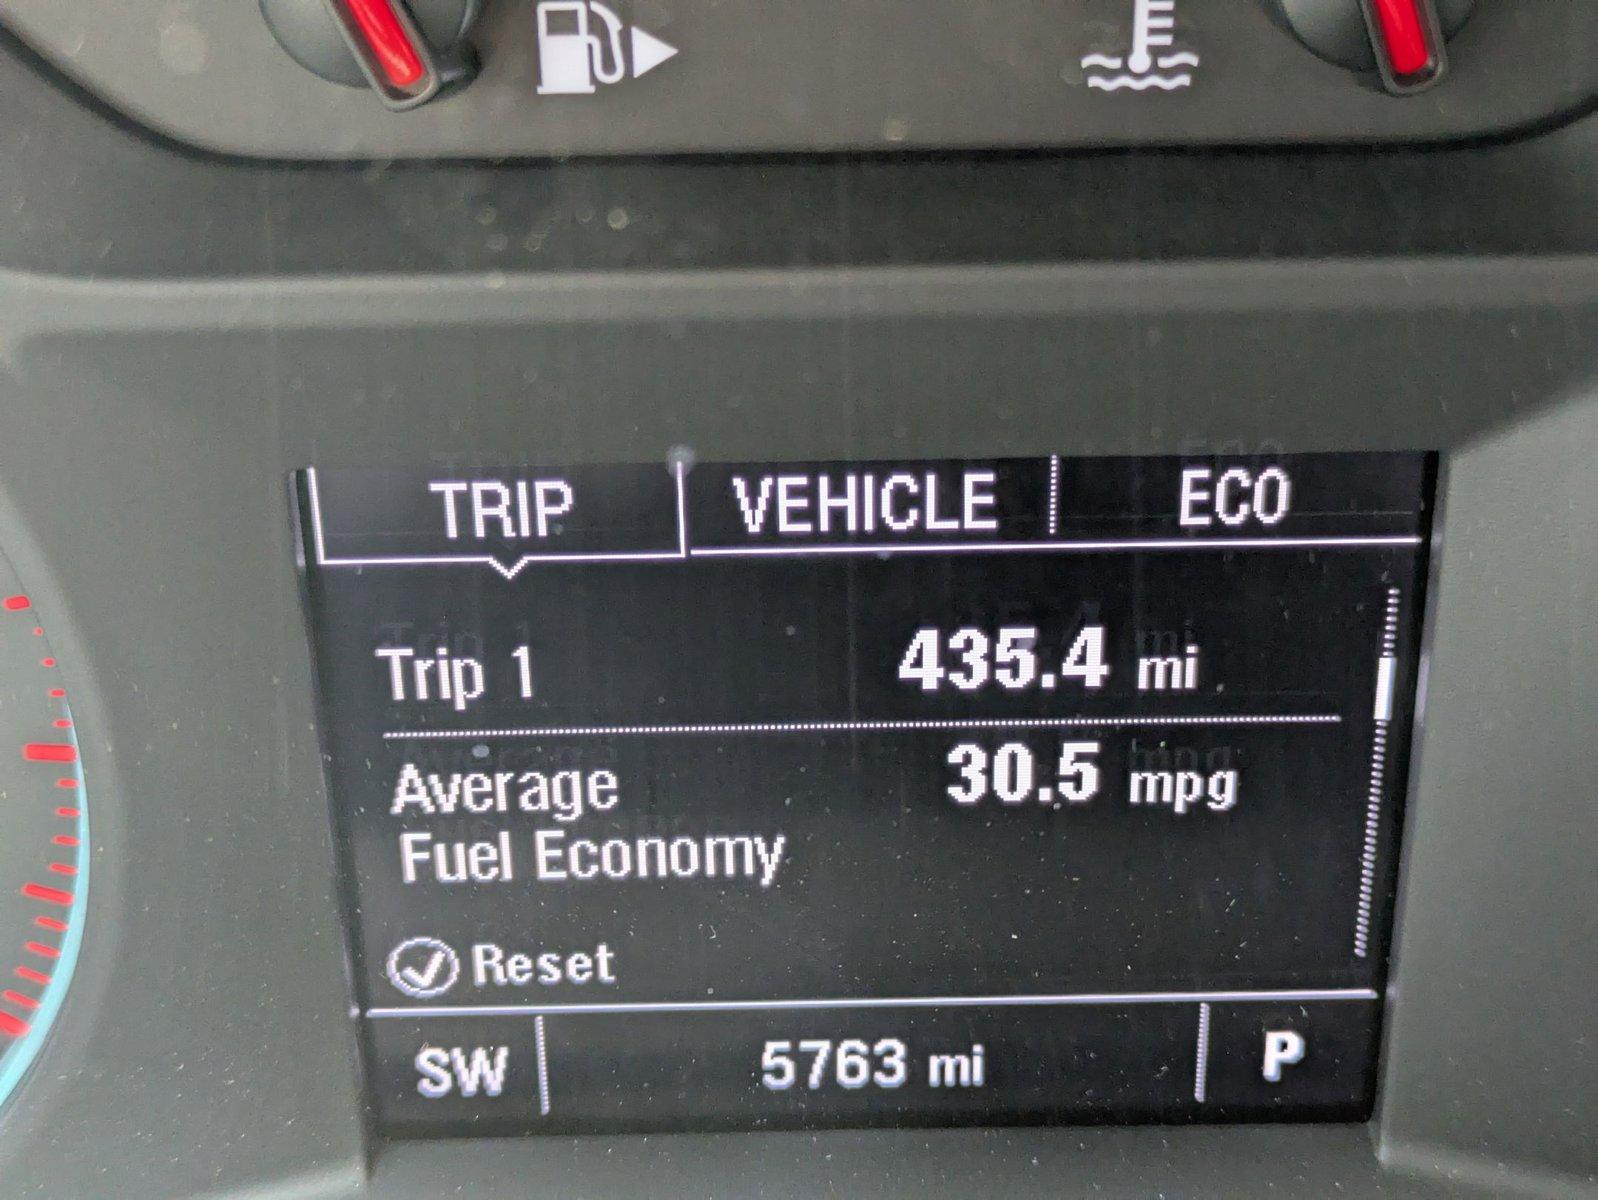 TRIP VEHICLE ECO
Trip 1 435.4 mi
Average 30.5 mpg
Fuel Economy
Reset
SW 5763 mi P